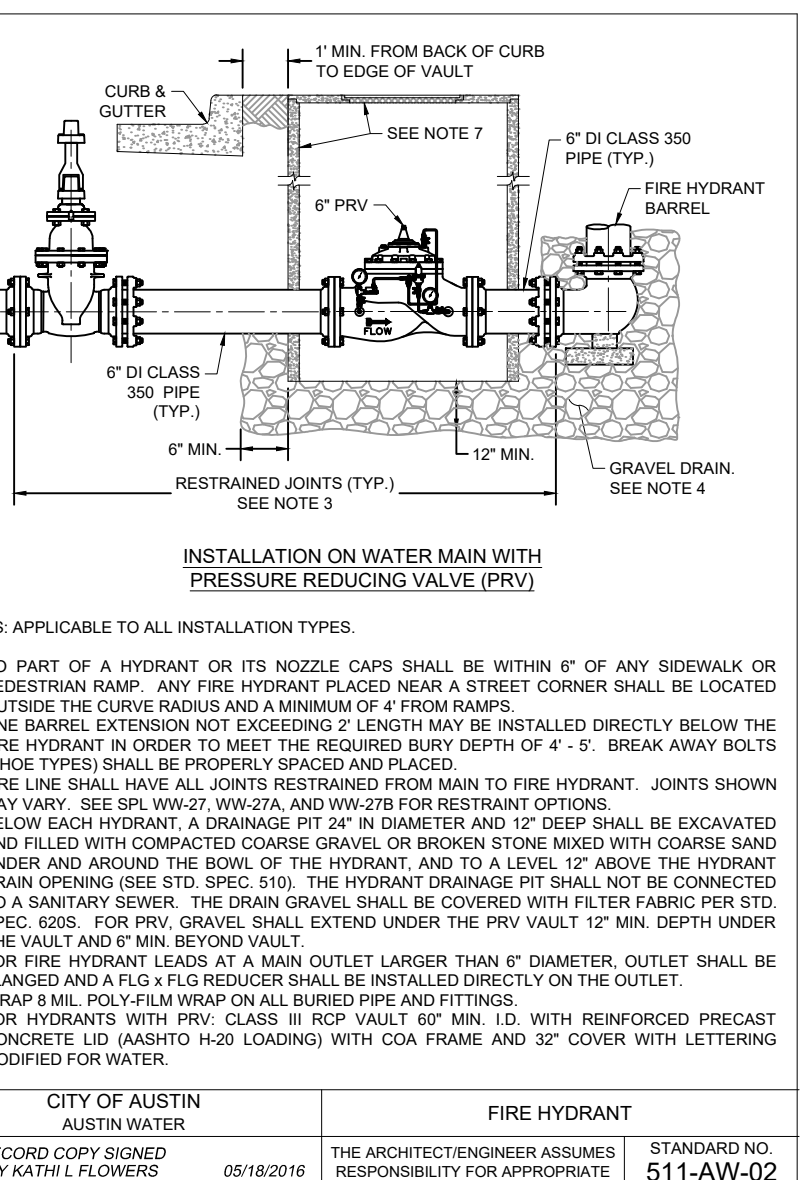 1' MIN. FROM BACK OF CURB
TO EDGE OF VAULT
CURB &
GUTTER
SEE NOTE 7
6" DI CLASS 350
PIPE (TYP.)
6" PRV
FIRE HYDRANT
BARREL
FLOW
6" DI CLASS
350 PIPE
(TYP.)
6" MIN.
12" MIN.
RESTRAINED JOINTS (TYP.)
SEE NOTE 3
GRAVEL DRAIN.
SEE NOTE 4
INSTALLATION ON WATER MAIN WITH
PRESSURE REDUCING VALVE (PRV)
S: APPLICABLE TO ALL INSTALLATION TYPES.
O PART OF A HYDRANT OR ITS NOZZLE CAPS SHALL BE WITHIN 6" OF ANY SIDEWALK OR
EDESTRIAN RAMP. ANY FIRE HYDRANT PLACED NEAR A STREET CORNER SHALL BE LOCATED
UTSIDE THE CURVE RADIUS AND A MINIMUM OF 4' FROM RAMPS.
NE BARREL EXTENSION NOT EXCEEDING 2' LENGTH MAY BE INSTALLED DIRECTLY BELOW THE
RE HYDRANT IN ORDER TO MEET THE REQUIRED BURY DEPTH OF 4' - 5'. BREAK AWAY BOLTS
HOE TYPES) SHALL BE PROPERLY SPACED AND PLACED.
RE LINE SHALL HAVE ALL JOINTS RESTRAINED FROM MAIN TO FIRE HYDRANT. JOINTS SHOWN
AY VARY. SEE SPL WW-27, WW-27A, AND WW-27B FOR RESTRAINT OPTIONS.
ELOW EACH HYDRANT, A DRAINAGE PIT 24" IN DIAMETER AND 12" DEEP SHALL BE EXCAVATED
ND FILLED WITH COMPACTED COARSE GRAVEL OR BROKEN STONE MIXED WITH COARSE SAND
NDER AND AROUND THE BOWL OF THE HYDRANT, AND TO A LEVEL 12" ABOVE THE HYDRANT
RAIN OPENING (SEE STD. SPEC. 510). THE HYDRANT DRAINAGE PIT SHALL NOT BE CONNECTED
O A SANITARY SEWER. THE DRAIN GRAVEL SHALL BE COVERED WITH FILTER FABRIC PER STD.
PEC. 620S. FOR PRV, GRAVEL SHALL EXTEND UNDER THE PRV VAULT 12" MIN. DEPTH UNDER
HE VAULT AND 6" MIN. BEYOND VAULT.
OR FIRE HYDRANT LEADS AT A MAIN OUTLET LARGER THAN 6" DIAMETER, OUTLET SHALL BE
LANGED AND A FLG x FLG REDUCER SHALL BE INSTALLED DIRECTLY ON THE OUTLET.
RAP 8 MIL. POLY-FILM WRAP ON ALL BURIED PIPE AND FITTINGS.
OR HYDRANTS WITH PRV: CLASS III RCP VAULT 60" MIN. I.D. WITH REINFORCED PRECAST
ONCRETE LID (AASHTO H-20 LOADING) WITH COA FRAME AND 32" COVER WITH LETTERING
ODIFIED FOR WATER.
CITY OF AUSTIN
AUSTIN WATER
FIRE HYDRANT
ECORD COPY SIGNED
Y KATHI L FLOWERS 05/18/2016
THE ARCHITECT/ENGINEER ASSUMES
RESPONSIBILITY FOR APPROPRIATE
STANDARD NO.
511-AW-02